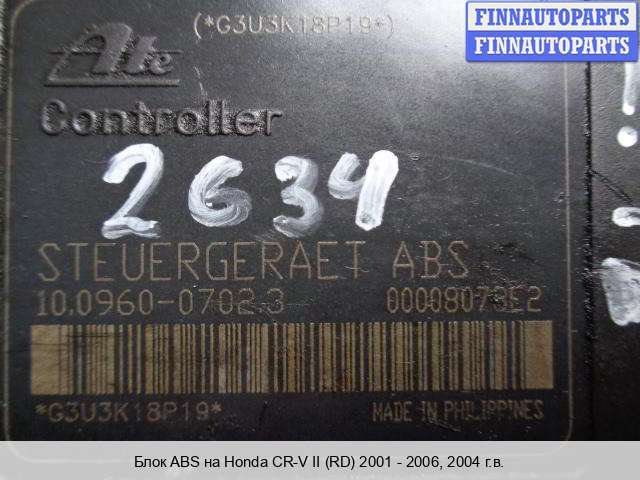 (*G3U3K18P19*)
FINNAUTOPARTS
FINNAUTOPARTS
Ate
Controller
2634
STEUERGERAET ABS
10.0960-0702.3 00008073E2
*G3U3K18P19*
MADE IN PHILIPPINES
Блок ABS на Honda CR-V II (RD) 2001 - 2006, 2004 г.в.